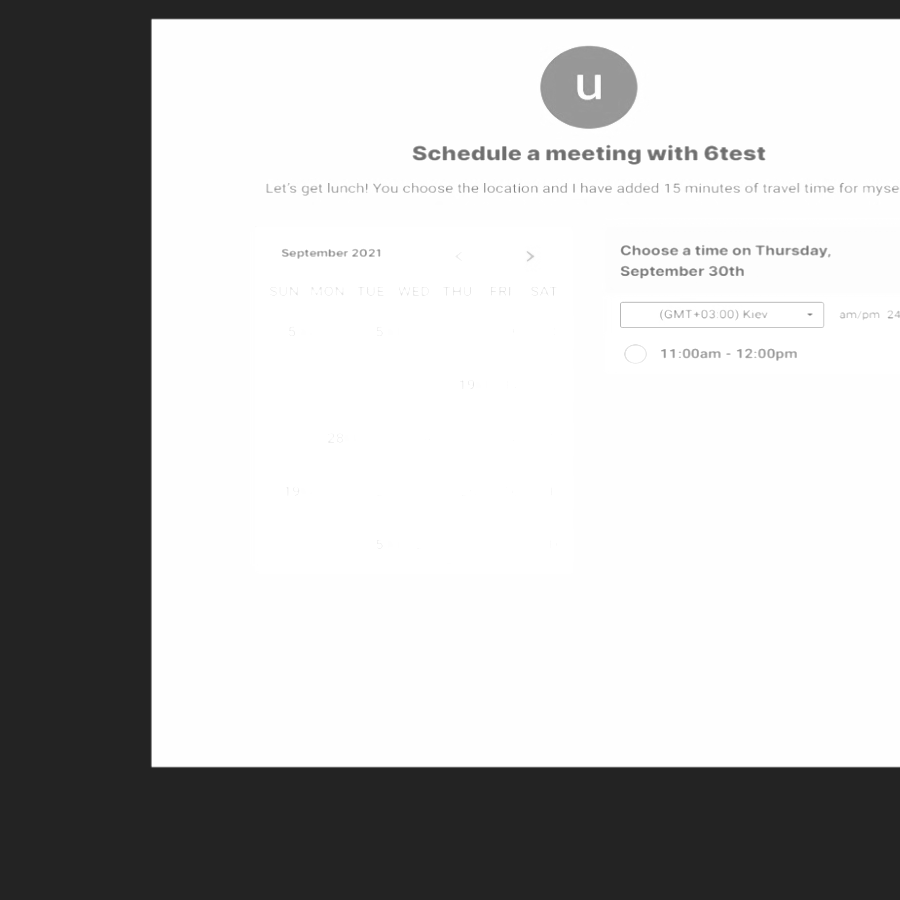 u
Schedule a meeting with 6test
Let's get lunch! You choose the location and I have added 15 minutes of travel time for myse
September 2021
SUN MON TUE WED THU FRI SAT
5 5
19
28
19 1
5
Choose a time on Thursday,
September 30th
(GMT+03:00) Kiev am/pm 24
11:00am - 12:00pm